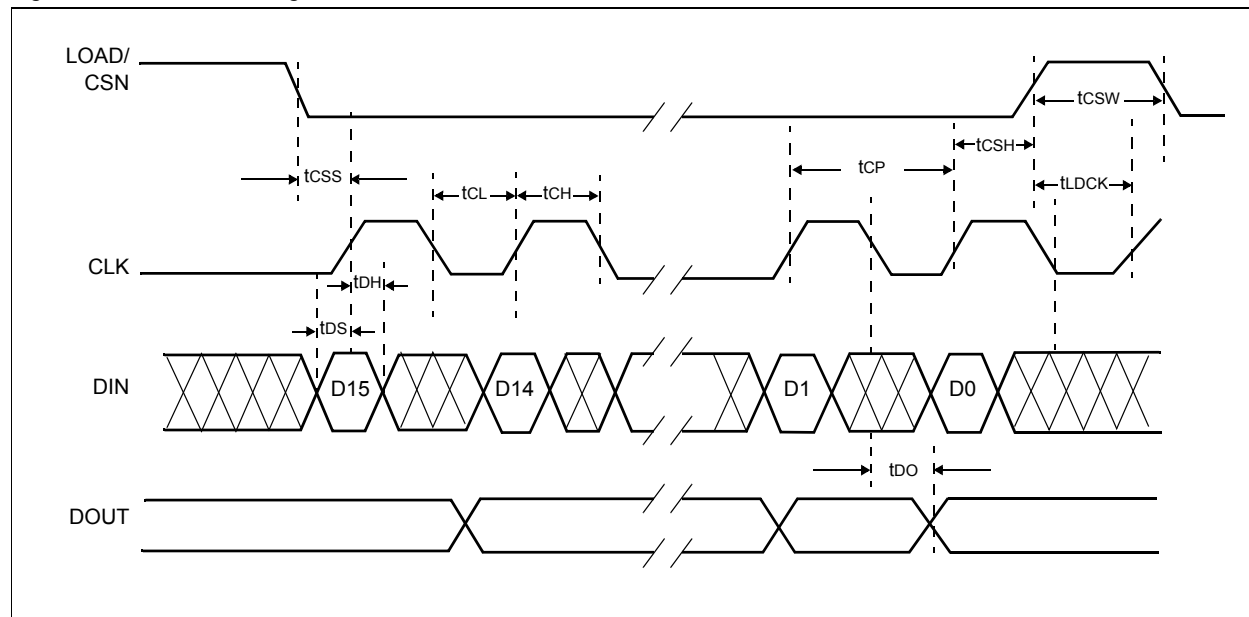 LOAD/
CSN
tCSW
tCSH
tCP
tCSS
tCL
tCH
tLDCK
CLK
tDH
tDS
DIN
D15
D14
D1
D0
tDO
DOUT